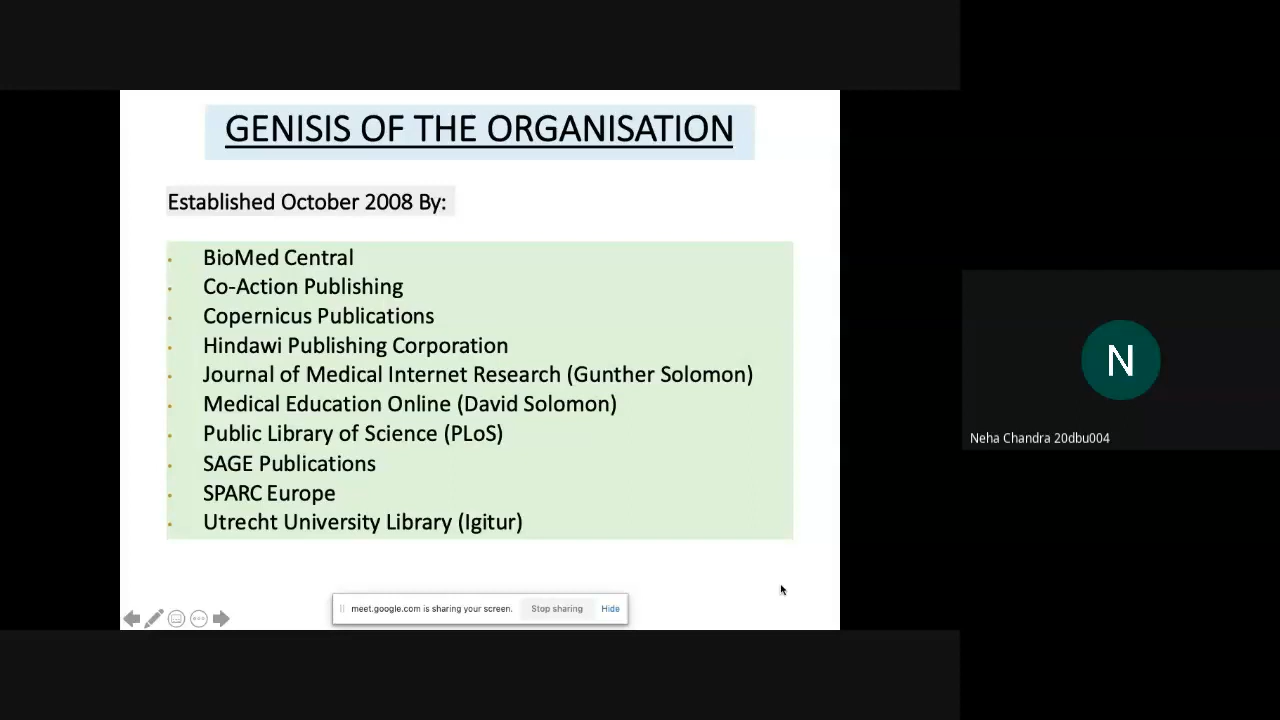 GENISIS OF THE ORGANISATION
Established October 2008 By:
BioMed Central
Co-Action Publishing
Copernicus Publications
Hindawi Publishing Corporation
Journal of Medical Internet Research (Gunther Solomon)
Medical Education Online (David Solomon)
Public Library of Science (PLoS)
SAGE Publications
SPARC Europe
Utrecht University Library (Igitur)
meet.google.com is sharing your screen. Stop sharing Hide
N
Neha Chandra 20dbu004